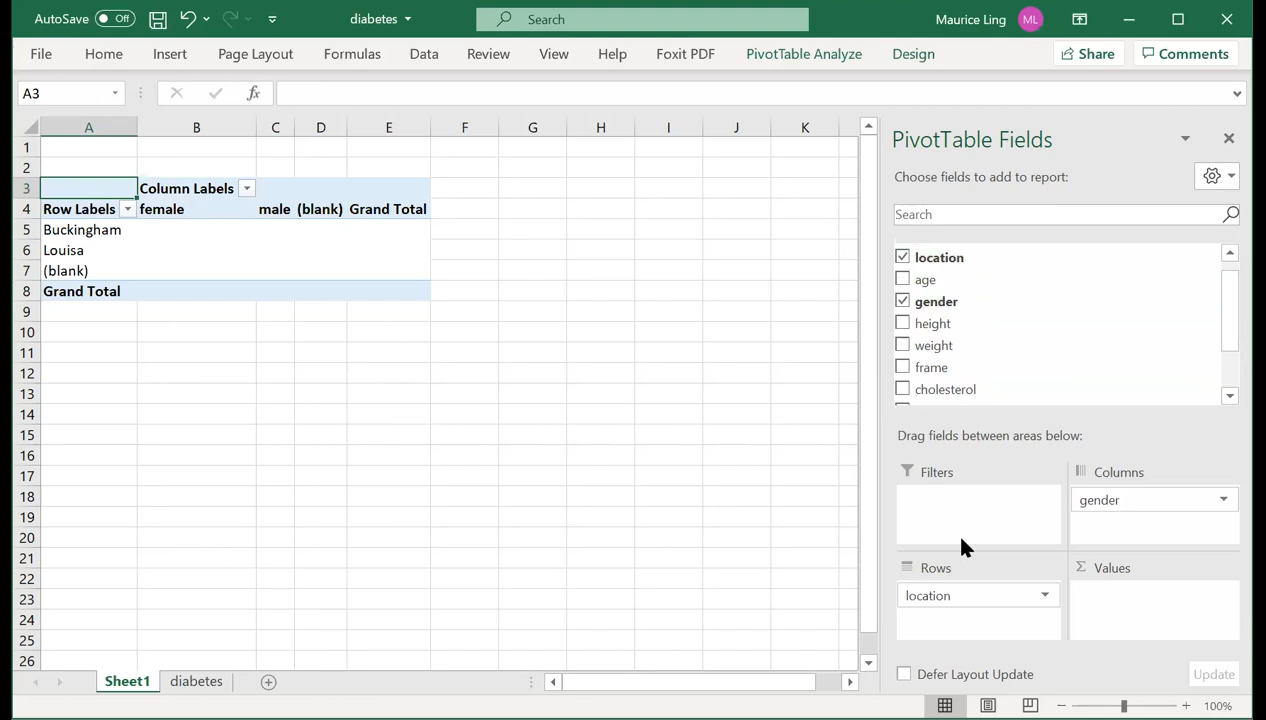 AutoSave Off diabetes Search Maurice Ling ML
File Home Insert Page Layout Formulas Data Review View Help Foxit PDF PivotTable Analyze Design Share Comments
A3 fx
A B C D E F G H I J K
1
2
3 Column Labels
4 Row Labels female male (blank) Grand Total
5 Buckingham
6 Louisa
7 (blank)
8 Grand Total
9
10
11
12
13
14
15
16
17
18
19
20
21
22
23
24
25
26
PivotTable Fields
Choose fields to add to report:
Search
location
age
gender
height
weight
frame
cholesterol
Drag fields between areas below:
Filters Columns
gender
Rows Σ Values
location
Defer Layout Update Update
Sheet1 diabetes
100%